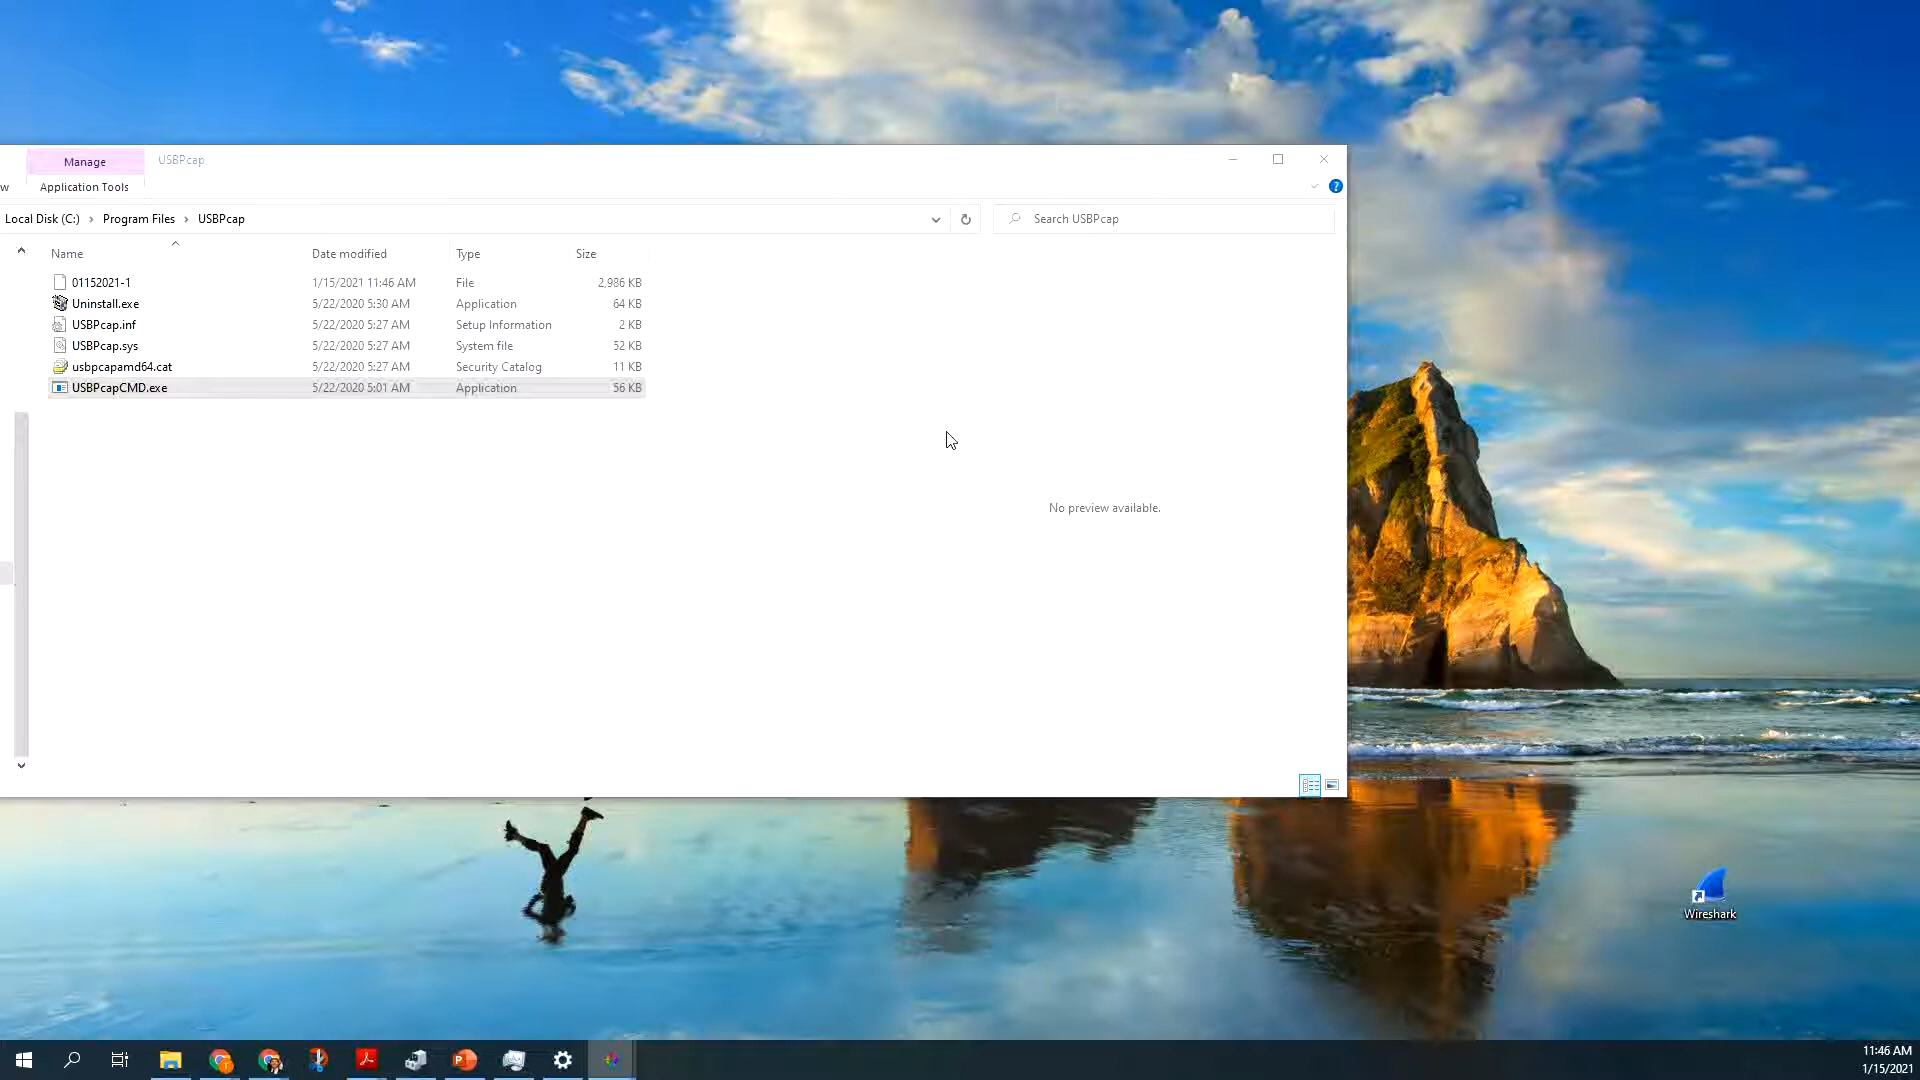 Manage
USBPcap
w
Application Tools
Local Disk (C:) > Program Files > USBPcap
Search USBPcap
Name Date modified Type Size
01152021-1 1/15/2021 11:46 AM File 2,986 KB
Uninstall.exe 5/22/2020 5:30 AM Application 64 KB
USBPcap.inf 5/22/2020 5:27 AM Setup Information 2 KB
USBPcap.sys 5/22/2020 5:27 AM System file 52 KB
usbpcapamd64.cat 5/22/2020 5:27 AM Security Catalog 11 KB
USBPcapCMD.exe 5/22/2020 5:01 AM Application 56 KB
No preview available.
Wireshark
11:46 AM
1/15/2021